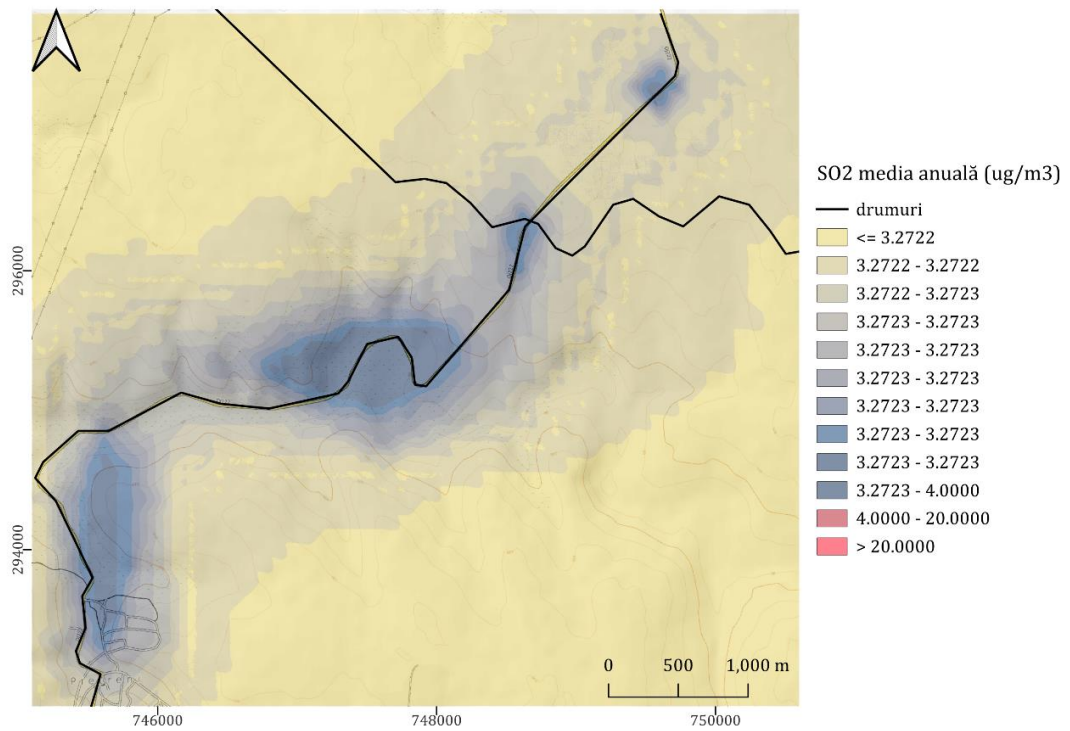 SO2 media anuală (ug/m3)
drumuri
<= 3.2722
3.2722 - 3.2722
3.2722 - 3.2723
3.2723 - 3.2723
3.2723 - 3.2723
3.2723 - 3.2723
3.2723 - 3.2723
3.2723 - 3.2723
3.2723 - 3.2723
3.2723 - 4.0000
4.0000 - 20.0000
> 20.0000
296000
294000
0 500 1,000 m
746000 748000 750000